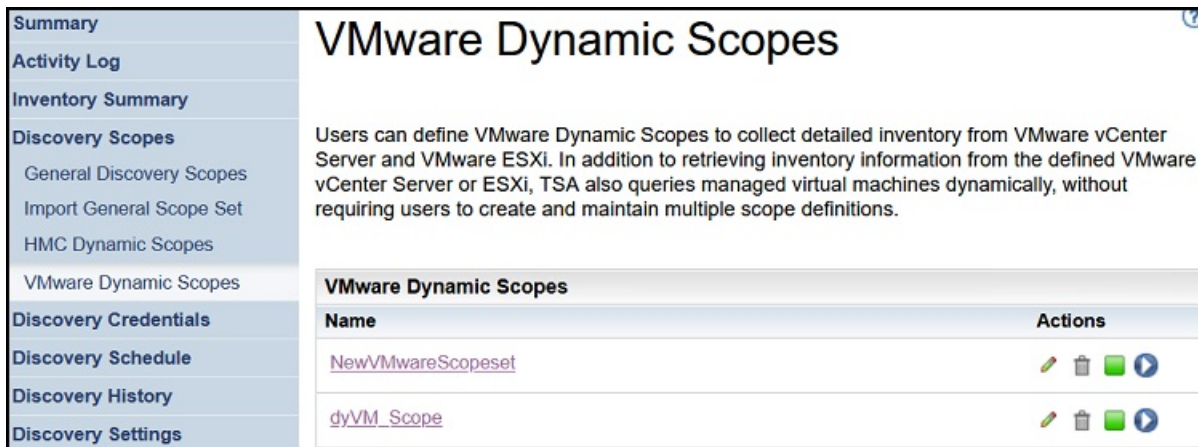 Summary
Activity Log
Inventory Summary
Discovery Scopes
General Discovery Scopes
Import General Scope Set
HMC Dynamic Scopes
VMware Dynamic Scopes
Discovery Credentials
Discovery Schedule
Discovery History
Discovery Settings
VMware Dynamic Scopes
?
Users can define VMware Dynamic Scopes to collect detailed inventory from VMware vCenter
Server and VMware ESXi. In addition to retrieving inventory information from the defined VMware
vCenter Server or ESXi, TSA also queries managed virtual machines dynamically, without
requiring users to create and maintain multiple scope definitions.
VMware Dynamic Scopes
Name Actions
NewVMwareScopeset
dyVM_Scope